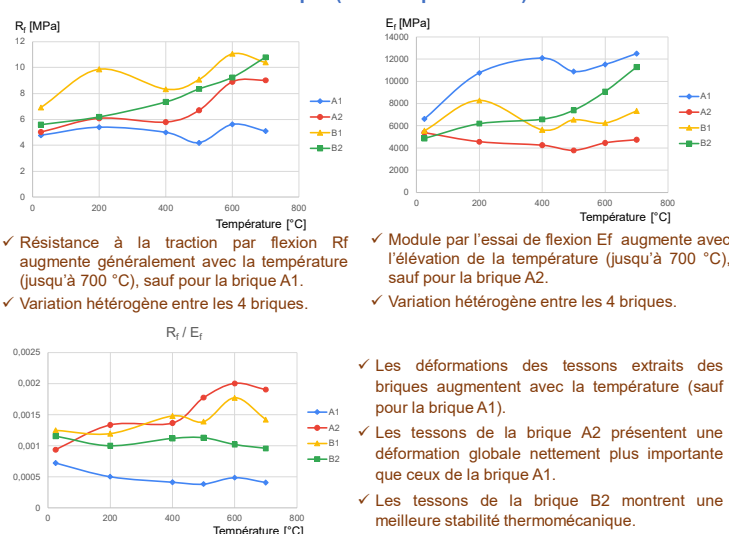 R_f [MPa]
12
10
8
6
4
2
0
0 200 400 600 800
Température [°C]
A1
A2
B1
B2
E_f [MPa]
14000
12000
10000
8000
6000
4000
2000
0
0 200 400 600 800
Température [°C]
A1
A2
B1
B2
✓ Résistance à la traction par flexion Rf
augmente généralement avec la température
(jusqu'à 700 °C), sauf pour la brique A1.
✓ Variation hétérogène entre les 4 briques.
✓ Module par l'essai de flexion Ef augmente avec
l'élévation de la température (jusqu'à 700 °C),
sauf pour la brique A2.
✓ Variation hétérogène entre les 4 briques.
R_f / E_f
0,0025
0,002
0,0015
0,001
0,0005
0
0 200 400 600 800
Température [°C]
A1
A2
B1
B2
✓ Les déformations des tessons extraits des
briques augmentent avec la température (sauf
pour la brique A1).
✓ Les tessons de la brique A2 présentent une
déformation globale nettement plus importante
que ceux de la brique A1.
✓ Les tessons de la brique B2 montrent une
meilleure stabilité thermomécanique.